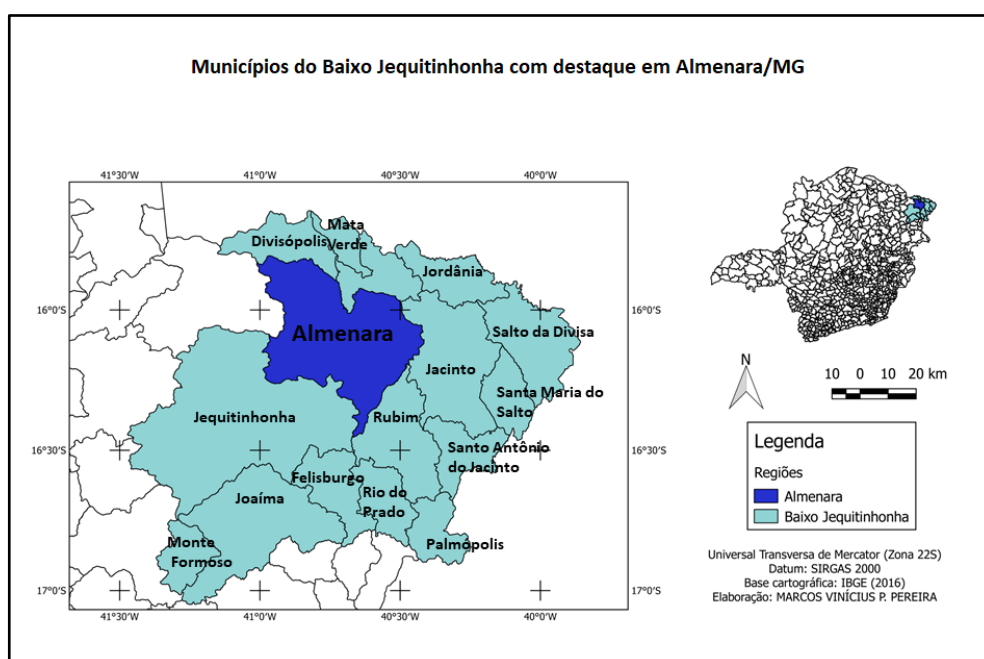 Municípios do Baixo Jequitinhonha com destaque em Almenara/MG
41°30'W 41°0'W 40°30'W 40°0'W
Mata
Verde
Divisópolis
Jordânia
16°0'S 16°0'S
Almenara
Salto da Divisa
Jacinto
Santa Maria do
Salto
Jequitinhonha
Rubim
16°30'S 16°30'S
Santo Antônio
do Jacinto
Felisburgo
Joaíma
Rio do
Prado
Monte
Formoso
Palmópolis
17°0'S 17°0'S
41°30'W 41°0'W 40°30'W 40°0'W
N
10 0 10 20 km
Legenda
Regiões
Almenara
Baixo Jequitinhonha
Universal Transversa de Mercator (Zona 22S)
Datum: SIRGAS 2000
Base cartográfica: IBGE (2016)
Elaboração: MARCOS VINÍCIUS P. PEREIRA